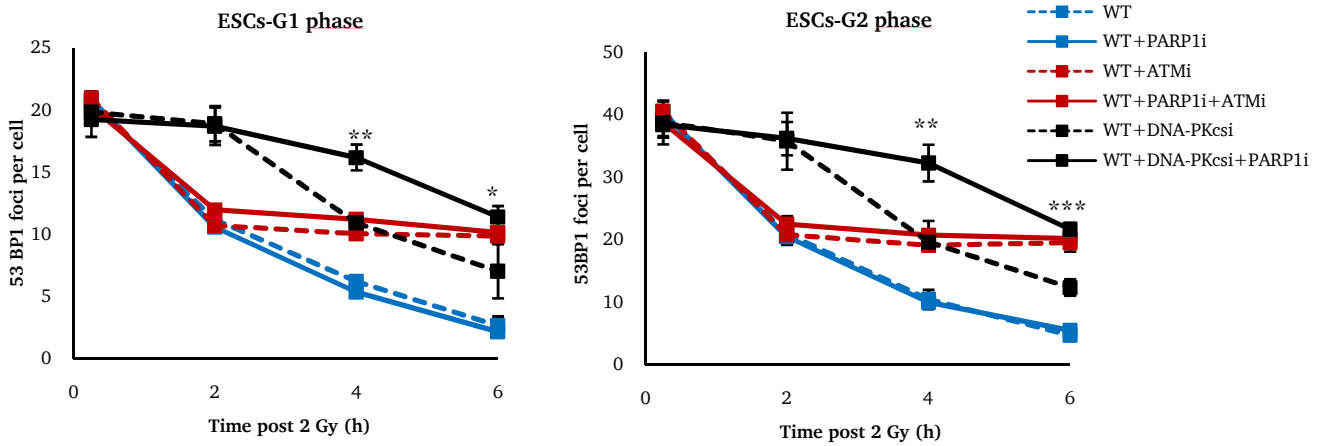 ESCs-G1 phase
25
20
15
10
5
0
53 BP1 foci per cell
**
*
0
2
4
6
Time post 2 Gy (h)
ESCs-G2 phase
50
40
30
20
10
0
53BP1 foci per cell
**
***
0
2
4
6
Time post 2 Gy (h)
WT
WT+PARP1i
WT+ATMi
WT+PARP1i+ATMi
WT+DNA-PKcsi
WT+DNA-PKcsi+PARP1i